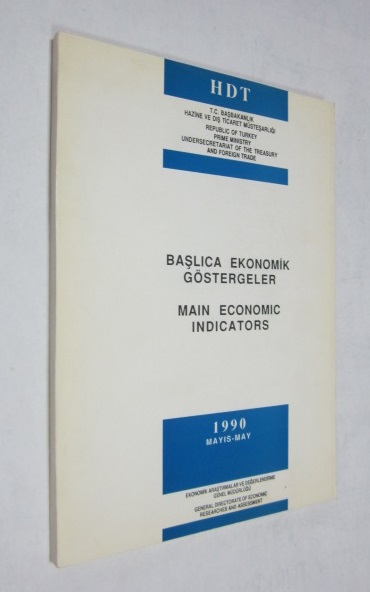 HDT
T.C. BAŞBAKANLIK
HAZİNE VE DIŞ TİCARET MÜSTEŞARLIĞI
REPUBLIC OF TURKEY
PRIME MINISTRY
UNDERSECRETARIAT OF THE TREASURY
AND FOREIGN TRADE
BAŞLICA EKONOMİK
GÖSTERGELER
MAIN ECONOMIC
INDICATORS
1990
MAYIS-MAY
EKONOMİK ARAŞTIRMALAR VE DEĞERLENDİRME
GENEL MÜDÜRLÜĞÜ
GENERAL DIRECTORATE OF ECONOMIC
RESEARCHES AND ASSESSMENT